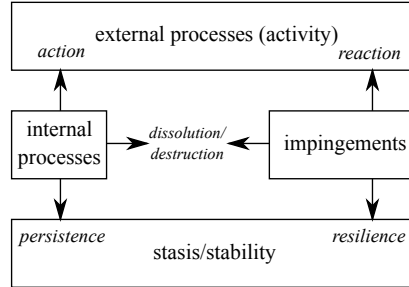 external processes (activity)
action
reaction
internal
processes
dissolution/
destruction
impingements
persistence
resilience
stasis/stability